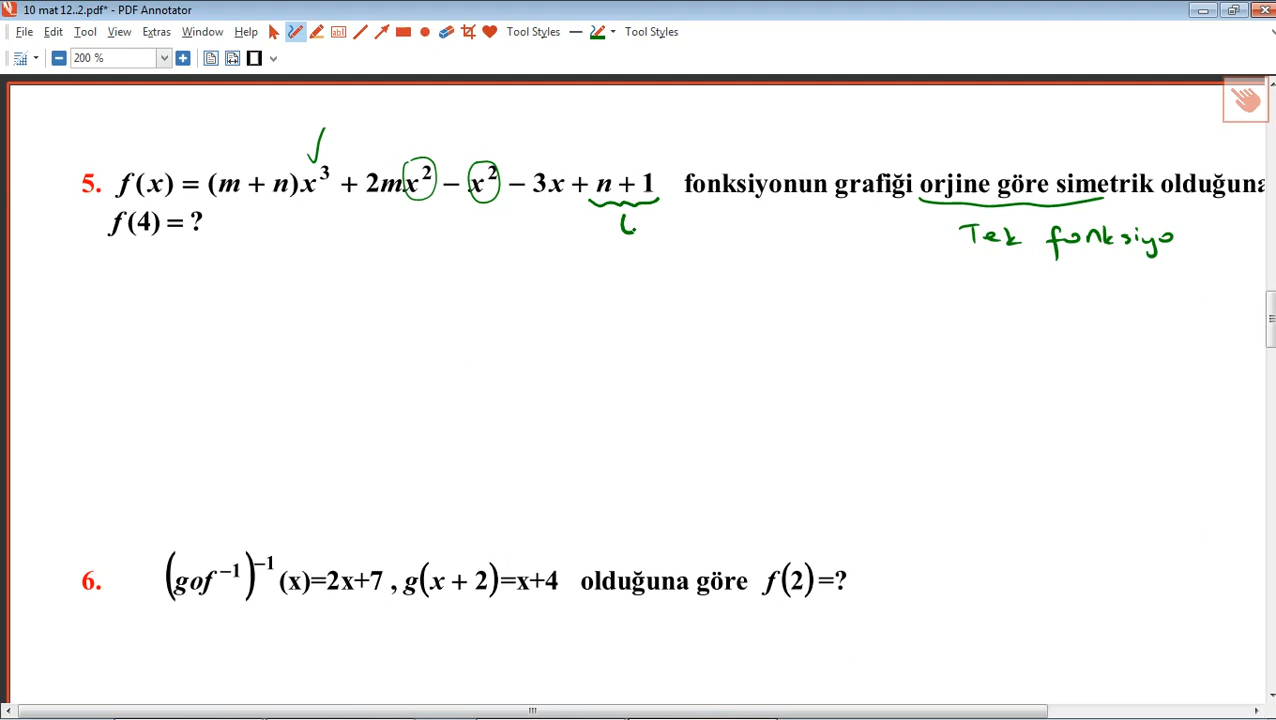 10 mat 12..2.pdf* - PDF Annotator
File Edit Tool View Extras Window Help Tool Styles Tool Styles
200 %
5. f(x) = (m + n)x³ + 2mx² − x² − 3x + n + 1 fonksiyonun grafiği orjine göre simetrik olduğuna
f(4) = ?
Tek fonksiyo
6. (gof⁻¹)⁻¹(x)=2x+7 , g(x + 2)=x+4 olduğuna göre f(2)=?